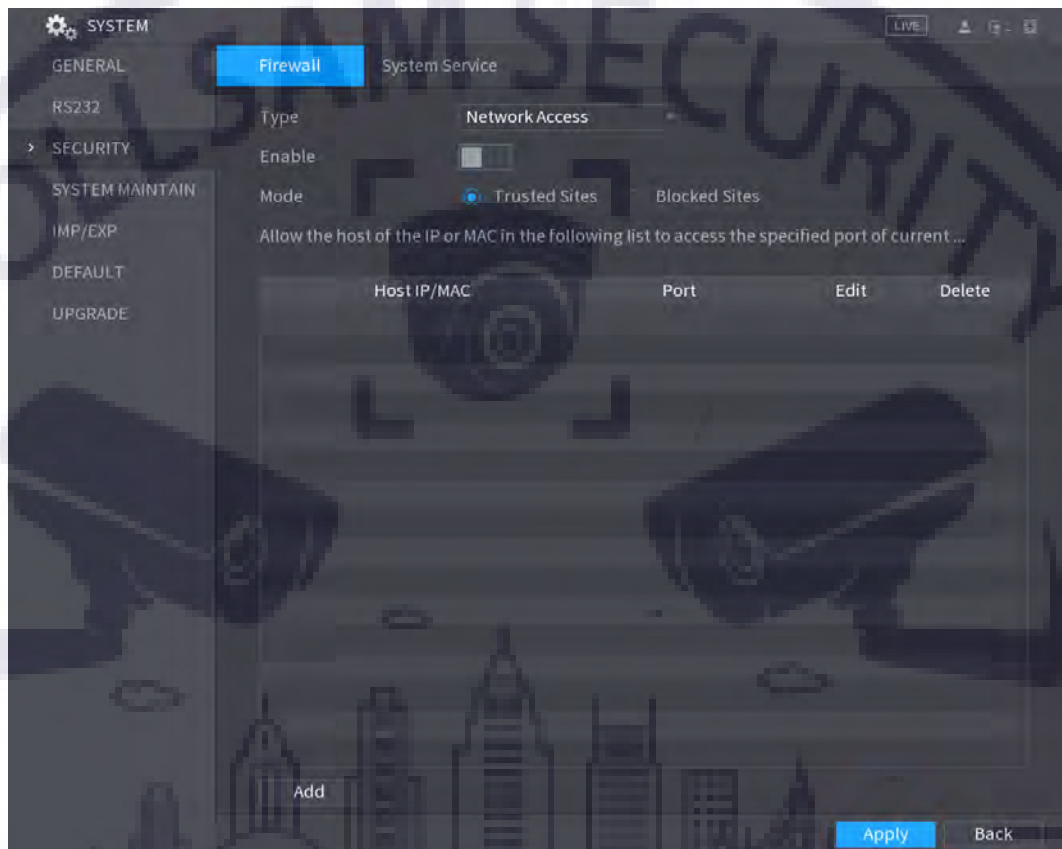 SYSTEM
LIVE
GENERAL
RS232
SECURITY
SYSTEM MAINTAIN
IMP/EXP
DEFAULT
UPGRADE
Firewall System Service
Type Network Access
Enable
Mode Trusted Sites Blocked Sites
Allow the host of the IP or MAC in the following list to access the specified port of current ...
Host IP/MAC Port Edit Delete
Add
Apply Back
SAM SECURITY